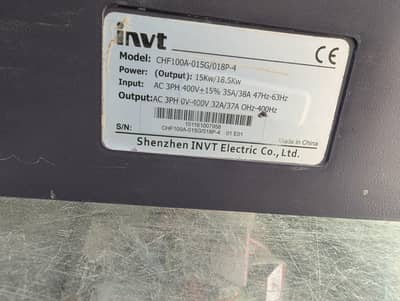 invt
CE
Model: CHF100A-015G/018P-4
Power: (Output): 15Kw/18.5Kw
Input: AC 3PH 400V±15% 35A/38A 47Hz-63Hz
Output: AC 3PH 0V-400V 32A/37A 0Hz-400Hz
S/N:
CHF100A-015G/018P-4 01 E01
Made in China
Shenzhen INVT Electric Co., Ltd.